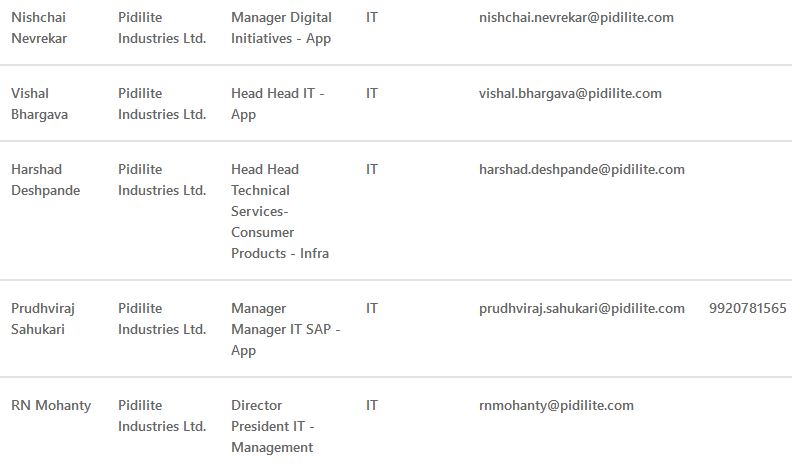 Nishchai Pidilite Manager Digital IT nishchai.nevrekar@pidilite.com
Nevrekar Industries Ltd. Initiatives - App
Vishal Pidilite Head Head IT - IT vishal.bhargava@pidilite.com
Bhargava Industries Ltd. App
Harshad Pidilite Head Head IT harshad.deshpande@pidilite.com
Deshpande Industries Ltd. Technical
Services-
Consumer
Products - Infra
Prudhviraj Pidilite Manager IT prudhviraj.sahukari@pidilite.com 9920781565
Sahukari Industries Ltd. Manager IT SAP -
App
RN Mohanty Pidilite Director IT rnmohanty@pidilite.com
Industries Ltd. President IT -
Management